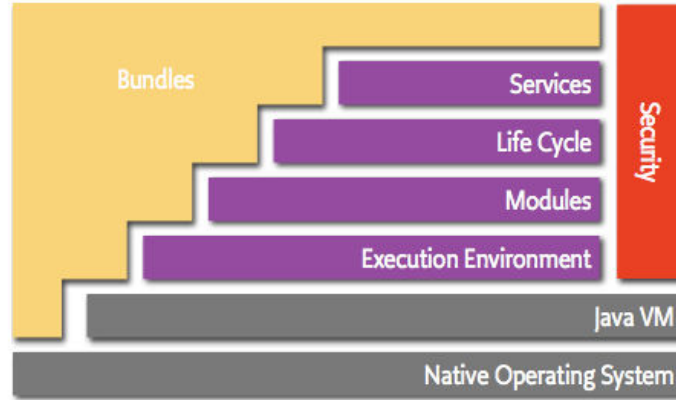 Bundles
Services
Life Cycle
Modules
Execution Environment
Security
Java VM
Native Operating System